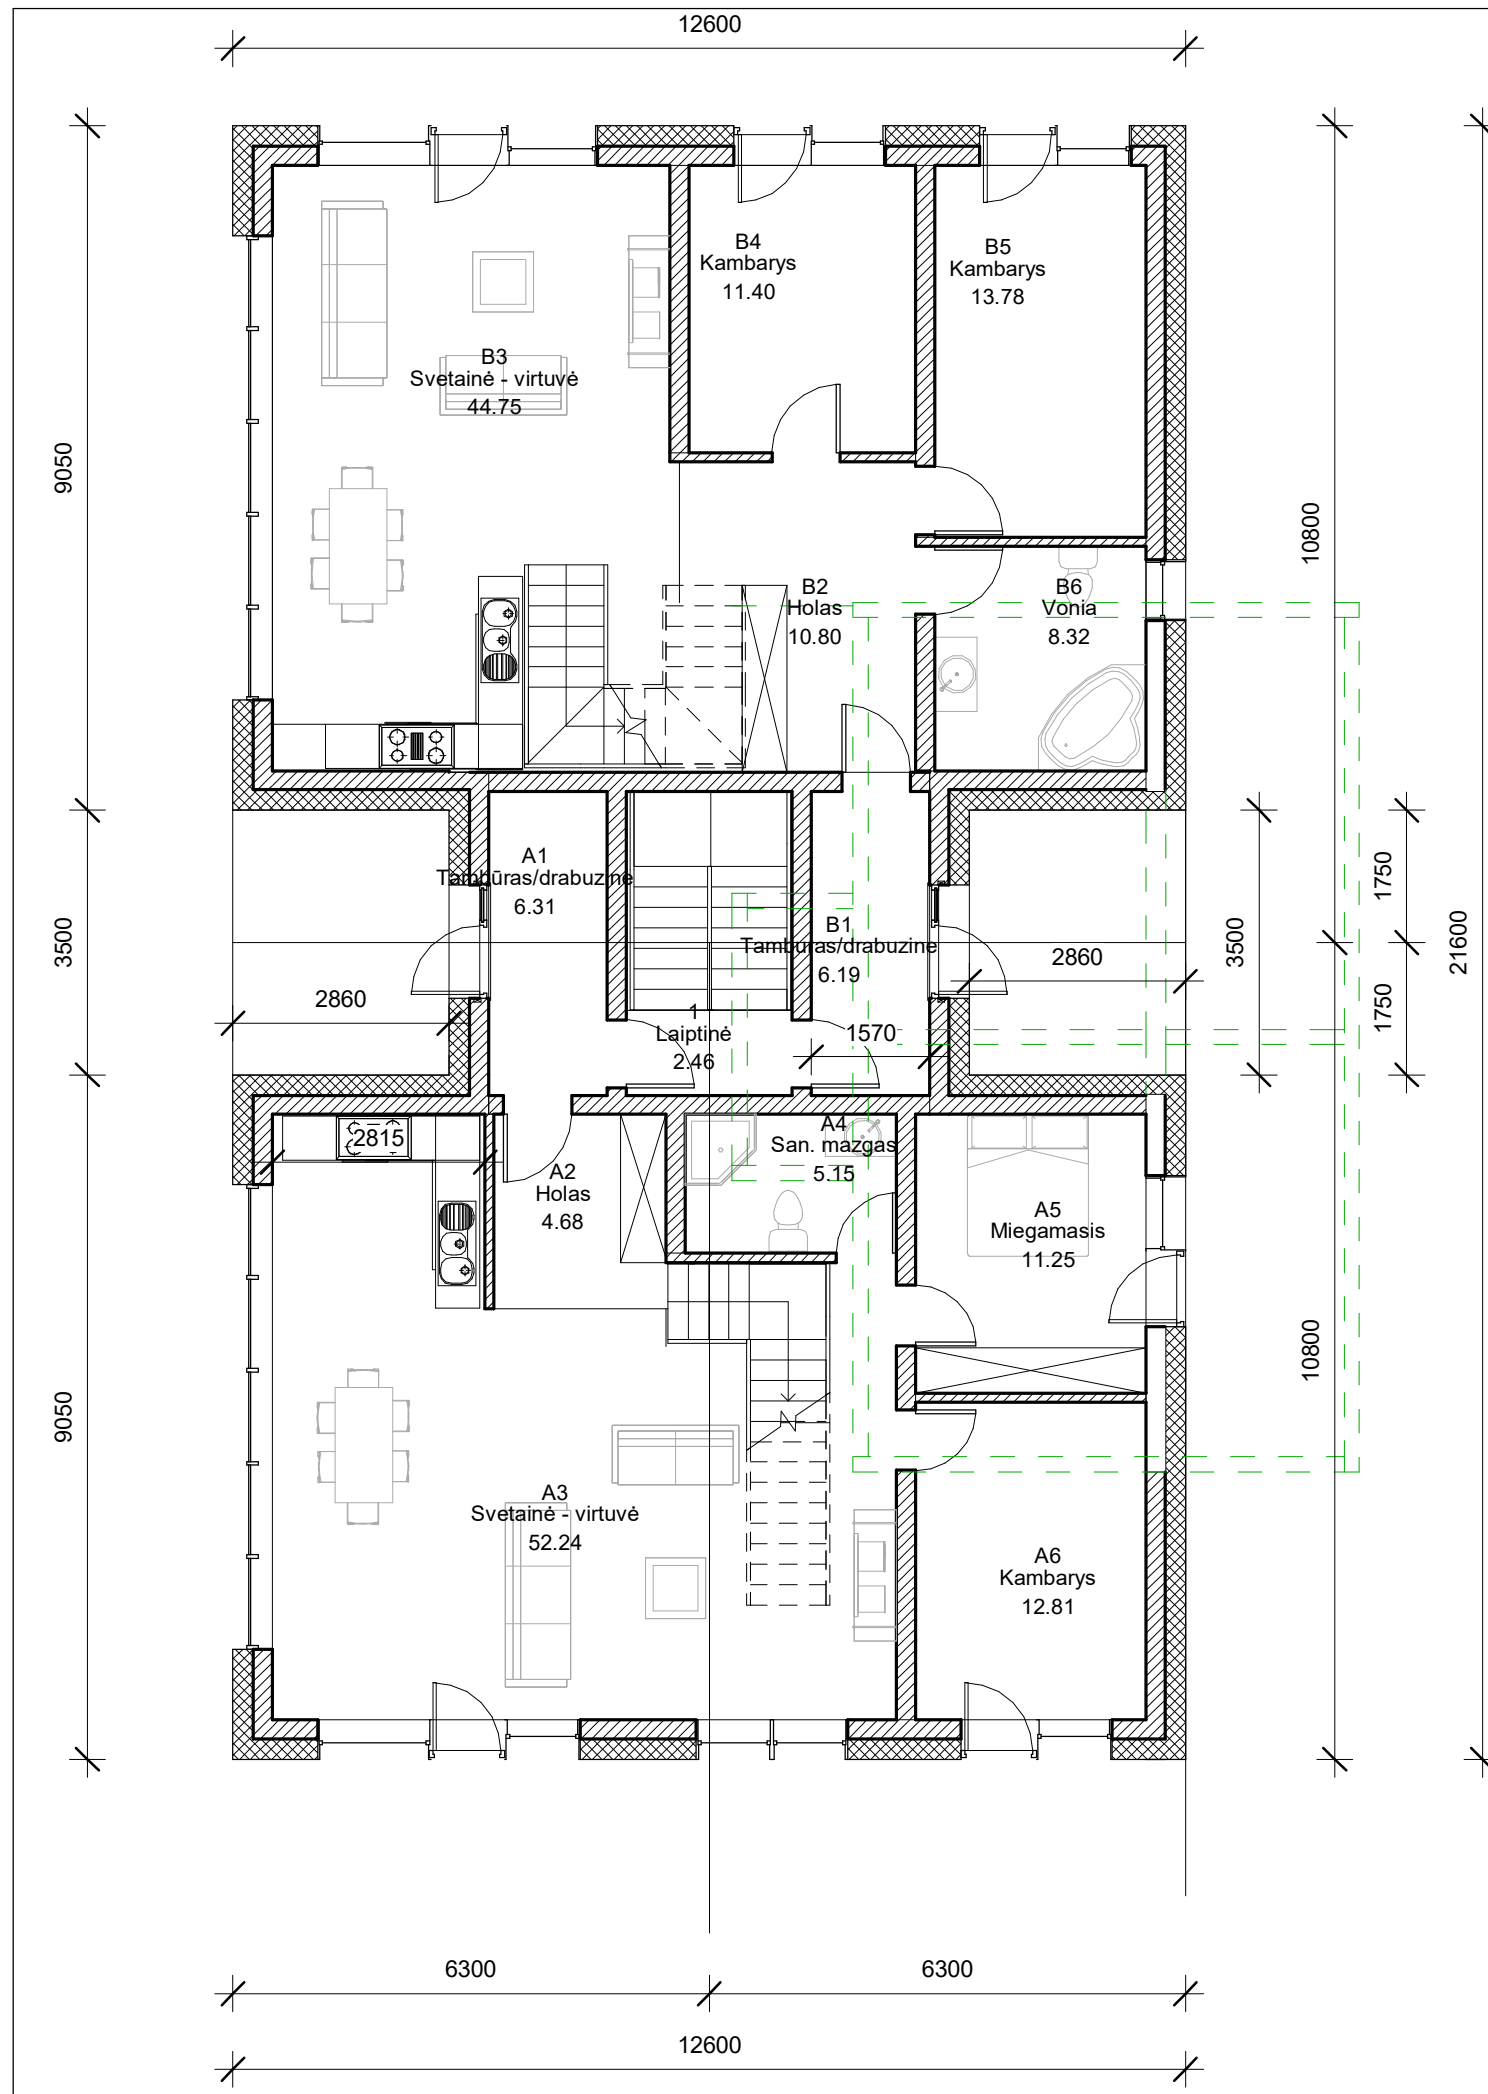 12600
B4
Kambarys
11.40
B5
Kambarys
13.78
B3
Svetainė - virtuvė
44.75
9050
10800
B2
Holas
10.80
B6
Vonia
8.32
A1
Tambūras/drabuzine
6.31
1750
3500
B1
Tambūras/drabuzine
6.19
3500
21600
2860
2860
1750
1
Laiptinė
2.46
1570
2815
A4
San. mazgas
5.15
A2
Holas
4.68
A5
Miegamasis
11.25
10800
9050
A3
Svetainė - virtuvė
52.24
A6
Kambarys
12.81
6300
6300
12600